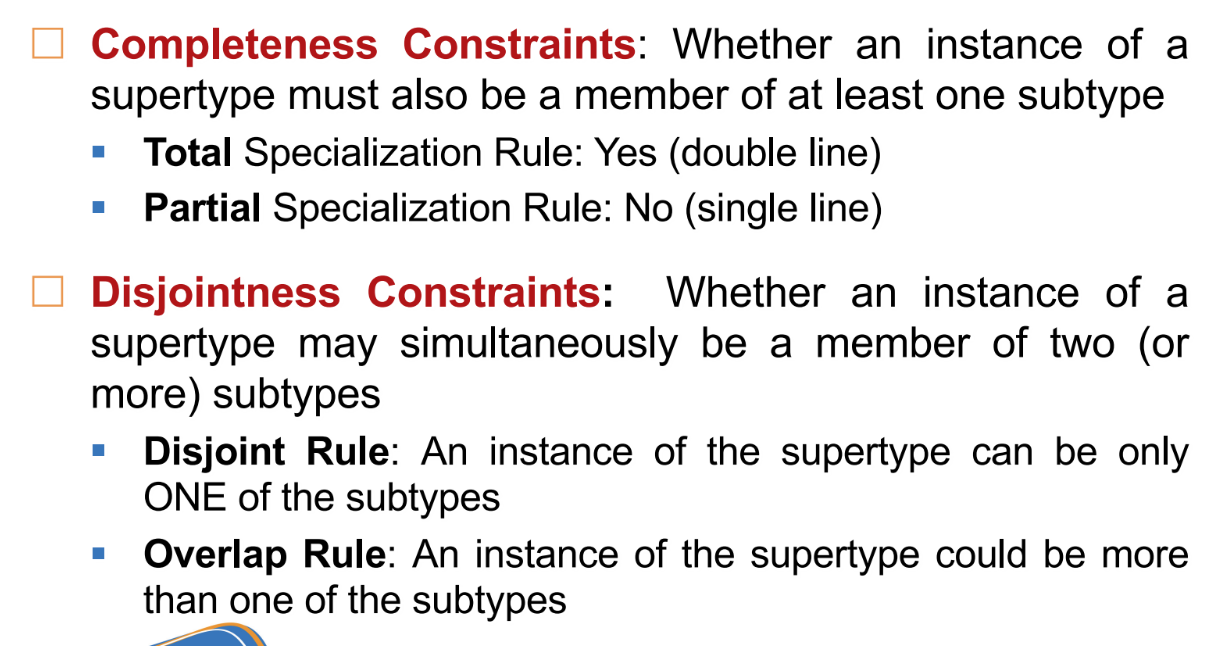 Completeness Constraints: Whether an instance of a
supertype must also be a member of at least one subtype
Total Specialization Rule: Yes (double line)
Partial Specialization Rule: No (single line)
Disjointness Constraints: Whether an instance of a
supertype may simultaneously be a member of two (or
more) subtypes
Disjoint Rule: An instance of the supertype can be only
ONE of the subtypes
Overlap Rule: An instance of the supertype could be more
than one of the subtypes